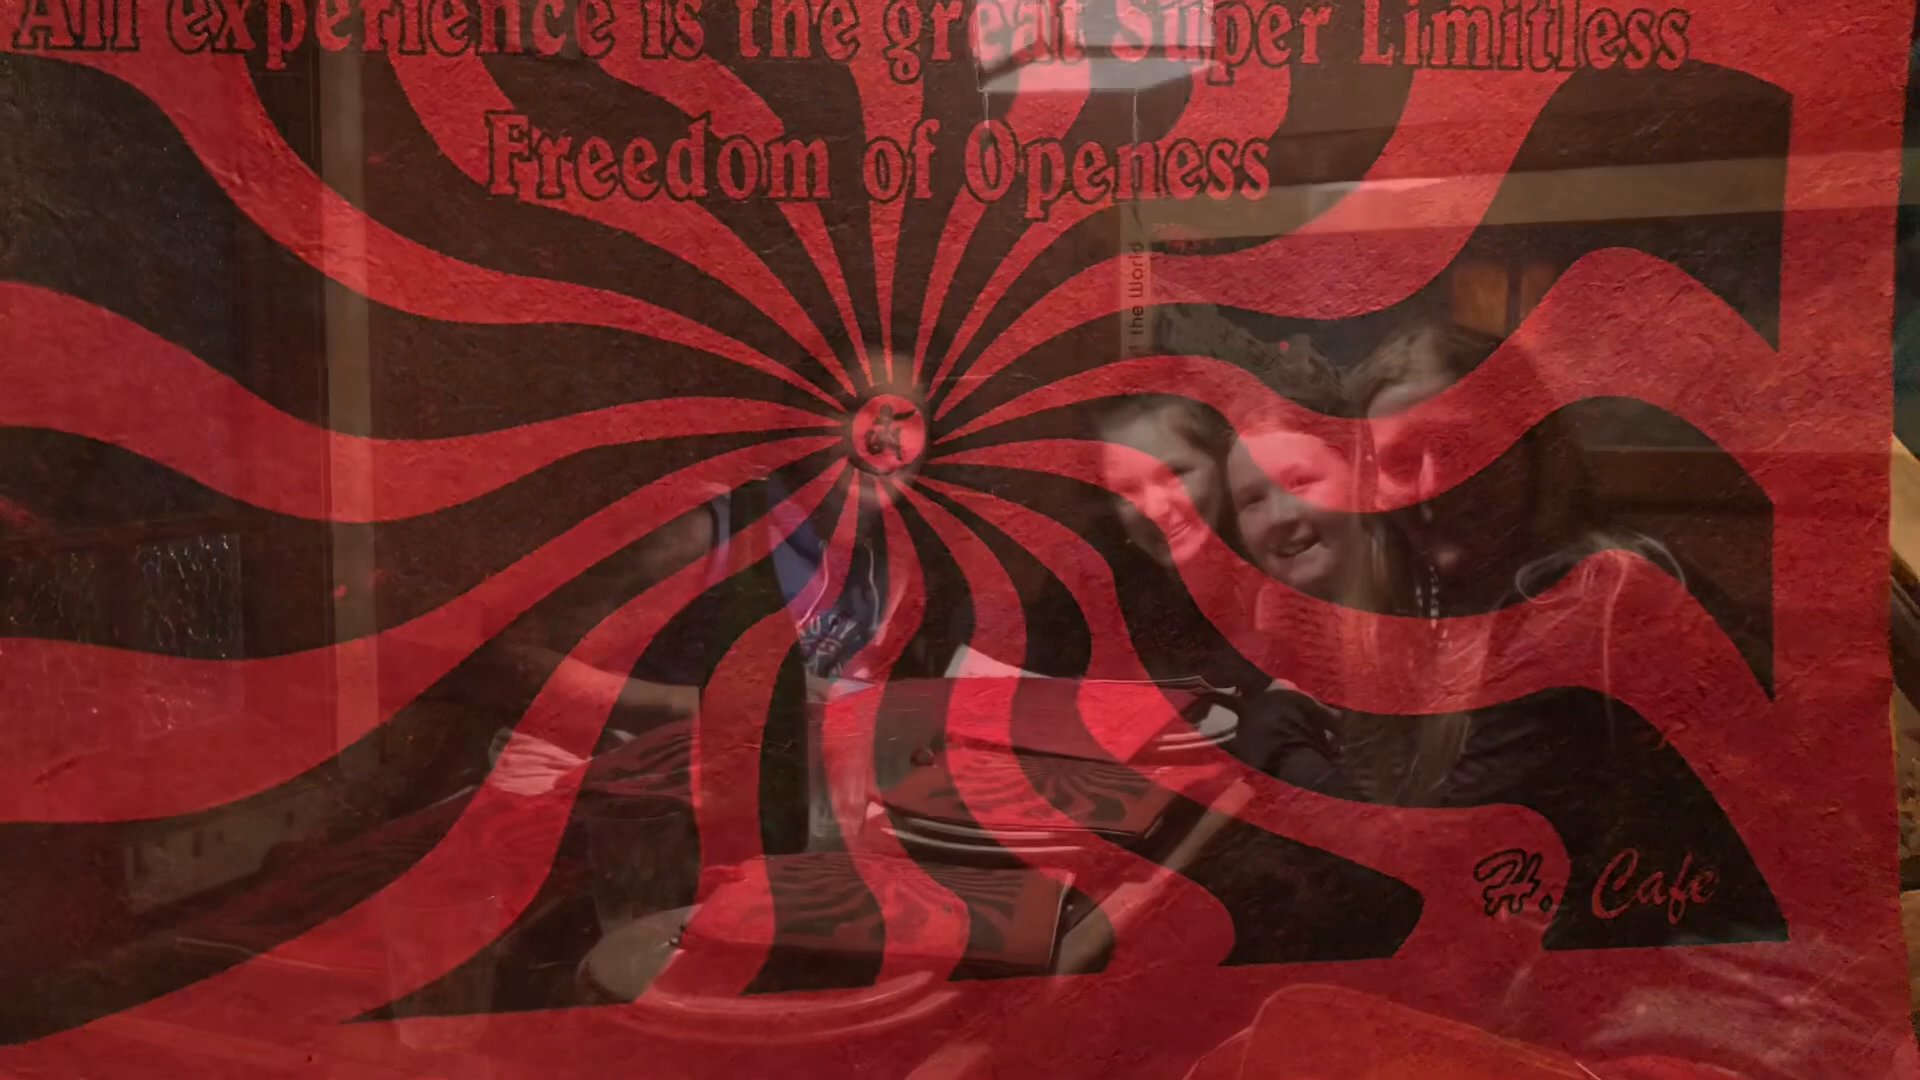 All experience is the great Super Limitless
Freedom of Openess
the World
H. Cafe